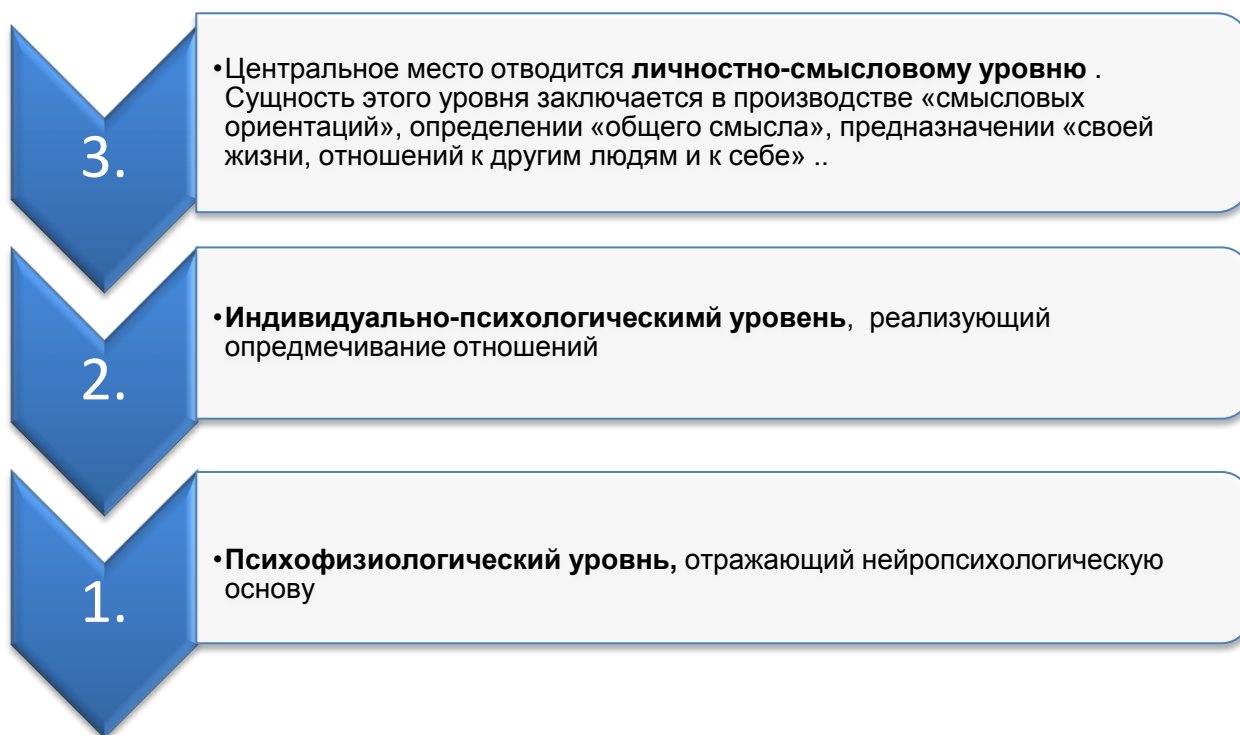 3.
•Центральное место отводится личностно-смысловому уровню .
Сущность этого уровня заключается в производстве «смысловых
ориентаций», определении «общего смысла», предназначении «своей
жизни, отношений к другим людям и к себе» ..
2.
•Индивидуально-психологическимй уровень,  реализующий
опредмечивание отношений
1.
•Психофизиологический уровнь, отражающий нейропсихологическую
основу